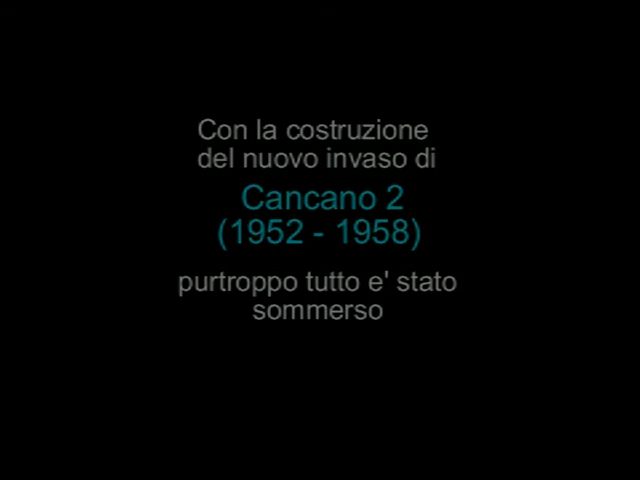 Con la costruzione
del nuovo invaso di
Cancano 2
(1952 - 1958)
purtroppo tutto e' stato
sommerso